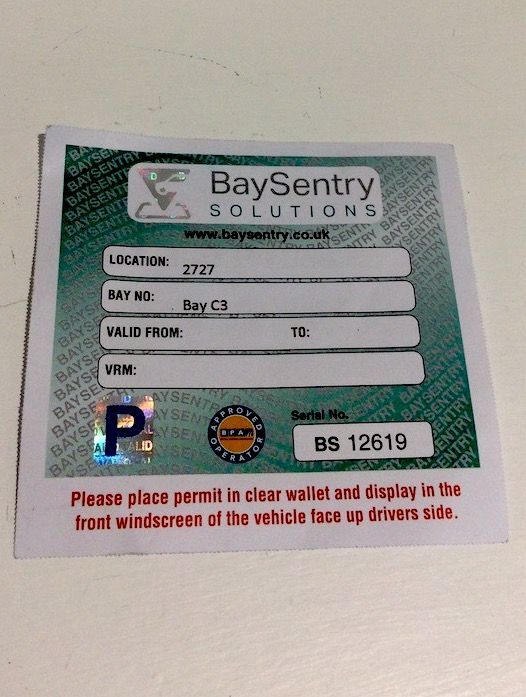 BaySentry
SOLUTIONS
www.baysentry.co.uk
LOCATION: 2727
BAY NO: Bay C3
VALID FROM: TO:
VRM:
P
APPROVED
BPA
OPERATOR
Serial No.
BS 12619
Please place permit in clear wallet and display in the
front windscreen of the vehicle face up drivers side.